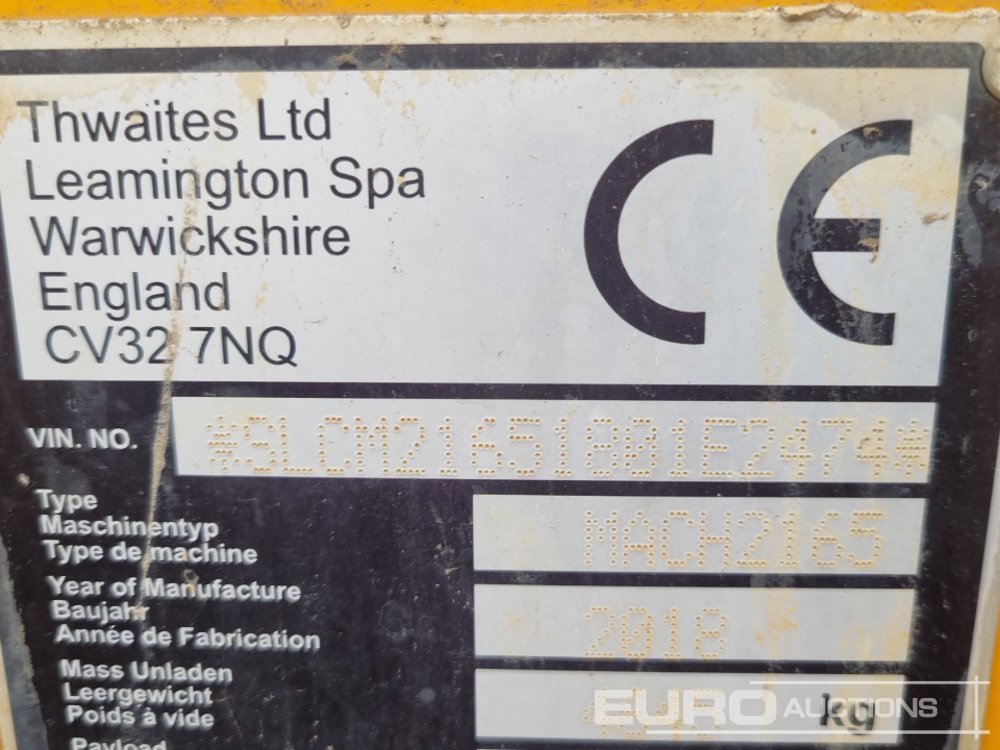 Thwaites Ltd
Leamington Spa
Warwickshire
England
CV32 7NQ
CE
VIN. NO.
*SLCM21651801E2474*
Type
Maschinentyp
Type de machine
MACH2165
Year of Manufacture
Baujahr
Année de Fabrication
2018
Mass Unladen
Leergewicht
Poids à vide
kg
Payload
EURO AUCTIONS